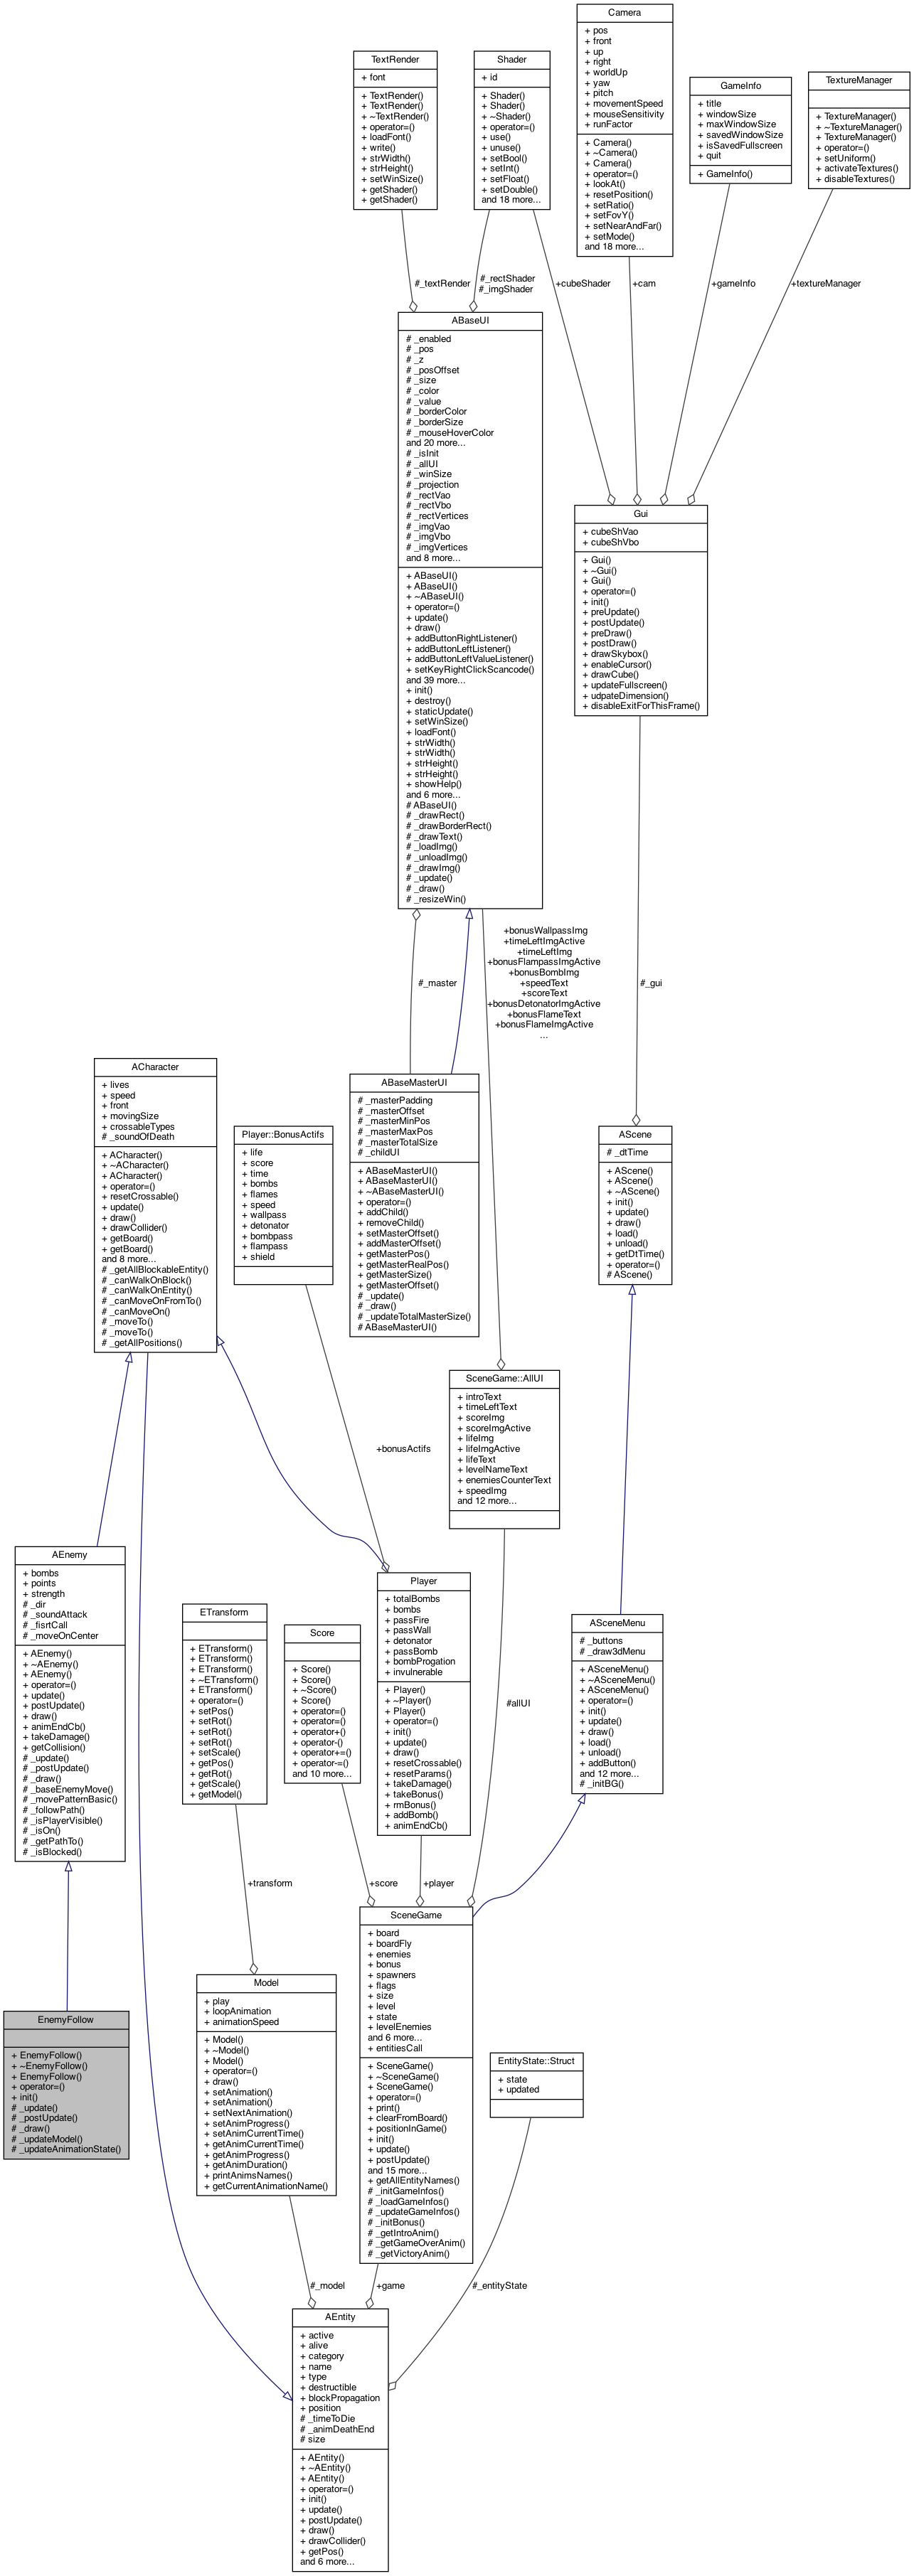 Camera
+ pos
+ front
+ up
+ right
+ worldUp
+ yaw
+ pitch
+ movementSpeed
+ mouseSensitivity
+ runFactor
+ Camera()
+ ~Camera()
+ Camera()
+ operator=()
+ lookAt()
+ resetPosition()
+ setRatio()
+ setFovY()
+ setNearAndFar()
+ setMode()
and 18 more...
TextRender
+ font
+ TextRender()
+ TextRender()
+ ~TextRender()
+ operator=()
+ loadFont()
+ write()
+ strWidth()
+ strHeight()
+ setWinSize()
+ getShader()
+ getShader()
Shader
+ id
+ Shader()
+ Shader()
+ ~Shader()
+ operator=()
+ use()
+ unuse()
+ setBool()
+ setInt()
+ setFloat()
+ setDouble()
and 18 more...
GameInfo
+ title
+ windowSize
+ maxWindowSize
+ savedWindowSize
+ isSavedFullscreen
+ quit
+ GameInfo()
TextureManager
+ TextureManager()
+ ~TextureManager()
+ TextureManager()
+ operator=()
+ setUniform()
+ activateTextures()
+ disableTextures()
#_textRender
#_rectShader
#_imgShader
+cubeShader
+cam
+gameInfo
+textureManager
ABaseUI
# _enabled
# _pos
# _z
# _posOffset
# _size
# _color
# _value
# _borderColor
# _borderSize
# _mouseHoverColor
and 20 more...
# _isInit
# _allUI
# _winSize
# _projection
# _rectVao
# _rectVbo
# _rectVertices
# _imgVao
# _imgVbo
# _imgVertices
and 8 more...
+ ABaseUI()
+ ABaseUI()
+ ~ABaseUI()
+ operator=()
+ update()
+ draw()
+ addButtonRightListener()
+ addButtonLeftListener()
+ addButtonLeftValueListener()
+ setKeyRightClickScancode()
and 39 more...
+ init()
+ destroy()
+ staticUpdate()
+ setWinSize()
+ loadFont()
+ strWidth()
+ strWidth()
+ strHeight()
+ strHeight()
+ showHelp()
and 6 more...
# ABaseUI()
# _drawRect()
# _drawBorderRect()
# _drawText()
# _loadImg()
# _unloadImg()
# _drawImg()
# _update()
# _draw()
# _resizeWin()
Gui
+ cubeShVao
+ cubeShVbo
+ Gui()
+ ~Gui()
+ Gui()
+ operator=()
+ init()
+ preUpdate()
+ postUpdate()
+ preDraw()
+ postDraw()
+ drawSkybox()
+ enableCursor()
+ drawCube()
+ updateFullscreen()
+ udpateDimension()
+ disableExitForThisFrame()
#_master
+bonusWallpassImg
+timeLeftImgActive
+timeLeftImg
+bonusFlampassImgActive
+bonusBombImg
+speedText
+scoreText
+bonusDetonatorImgActive
+bonusFlameText
+bonusFlameImgActive
...
#_gui
ACharacter
+ lives
+ speed
+ front
+ movingSize
+ crossableTypes
# _soundOfDeath
+ ACharacter()
+ ~ACharacter()
+ ACharacter()
+ operator=()
+ resetCrossable()
+ update()
+ draw()
+ drawCollider()
+ getBoard()
+ getBoard()
and 8 more...
# _getAllBlockableEntity()
# _canWalkOnBlock()
# _canWalkOnEntity()
# _canMoveOnFromTo()
# _canMoveOn()
# _moveTo()
# _moveTo()
# _getAllPositions()
Player::BonusActifs
+ life
+ score
+ time
+ bombs
+ flames
+ speed
+ wallpass
+ detonator
+ bombpass
+ flampass
+ shield
ABaseMasterUI
# _masterPadding
# _masterOffset
# _masterMinPos
# _masterMaxPos
# _masterTotalSize
# _childUI
+ ABaseMasterUI()
+ ABaseMasterUI()
+ ~ABaseMasterUI()
+ operator=()
+ addChild()
+ removeChild()
+ setMasterOffset()
+ addMasterOffset()
+ getMasterPos()
+ getMasterRealPos()
+ getMasterSize()
+ getMasterOffset()
# _update()
# _draw()
# _updateTotalMasterSize()
# ABaseMasterUI()
AScene
# _dtTime
+ AScene()
+ AScene()
+ ~AScene()
+ init()
+ update()
+ draw()
+ load()
+ unload()
+ getDtTime()
+ operator=()
# AScene()
SceneGame::AllUI
+ introText
+ timeLeftText
+ scoreImg
+ scoreImgActive
+ lifeImg
+ lifeImgActive
+ lifeText
+ levelNameText
+ enemiesCounterText
+ speedImg
and 12 more...
+bonusActifs
AEnemy
+ bombs
+ points
+ strength
# _dir
# _soundAttack
# _fisrtCall
# _moveOnCenter
+ AEnemy()
+ ~AEnemy()
+ AEnemy()
+ operator=()
+ update()
+ postUpdate()
+ draw()
+ animEndCb()
+ takeDamage()
+ getCollision()
# _update()
# _postUpdate()
# _draw()
# _baseEnemyMove()
# _movePatternBasic()
# _followPath()
# _isPlayerVisible()
# _isOn()
# _getPathTo()
# _isBlocked()
ETransform
+ ETransform()
+ ETransform()
+ ETransform()
+ ~ETransform()
+ ETransform()
+ operator=()
+ setPos()
+ setRot()
+ setRot()
+ setRot()
+ setScale()
+ getPos()
+ getRot()
+ getScale()
+ getModel()
Score
+ Score()
+ Score()
+ ~Score()
+ Score()
+ operator=()
+ operator=()
+ operator+()
+ operator-()
+ operator+=()
+ operator-=()
and 10 more...
Player
+ totalBombs
+ bombs
+ passFire
+ passWall
+ detonator
+ passBomb
+ bombProgation
+ invulnerable
+ Player()
+ ~Player()
+ Player()
+ operator=()
+ init()
+ update()
+ draw()
+ resetCrossable()
+ resetParams()
+ takeDamage()
+ takeBonus()
+ rmBonus()
+ addBomb()
+ animEndCb()
#allUI
ASceneMenu
# _buttons
# _draw3dMenu
+ ASceneMenu()
+ ~ASceneMenu()
+ ASceneMenu()
+ operator=()
+ init()
+ update()
+ draw()
+ load()
+ unload()
+ addButton()
and 12 more...
# _initBG()
+transform
+score
+player
EnemyFollow
+ EnemyFollow()
+ ~EnemyFollow()
+ EnemyFollow()
+ operator=()
+ init()
# _update()
# _postUpdate()
# _draw()
# _updateModel()
# _updateAnimationState()
Model
+ play
+ loopAnimation
+ animationSpeed
+ Model()
+ ~Model()
+ Model()
+ operator=()
+ draw()
+ setAnimation()
+ setAnimation()
+ setNextAnimation()
+ setAnimProgress()
+ setAnimCurrentTime()
+ getAnimCurrentTime()
+ getAnimProgress()
+ getAnimDuration()
+ printAnimsNames()
+ getCurrentAnimationName()
SceneGame
+ board
+ boardFly
+ enemies
+ bonus
+ spawners
+ flags
+ size
+ level
+ state
+ levelEnemies
and 6 more...
+ entitiesCall
+ SceneGame()
+ ~SceneGame()
+ SceneGame()
+ operator=()
+ print()
+ clearFromBoard()
+ positionInGame()
+ init()
+ update()
+ postUpdate()
and 15 more...
+ getAllEntityNames()
# _initGameInfos()
# _loadGameInfos()
# _updateGameInfos()
# _initBonus()
# _getIntroAnim()
# _getGameOverAnim()
# _getVictoryAnim()
EntityState::Struct
+ state
+ updated
#_model
+game
#_entityState
AEntity
+ active
+ alive
+ category
+ name
+ type
+ destructible
+ blockPropagation
+ position
# _timeToDie
# _animDeathEnd
# size
+ AEntity()
+ ~AEntity()
+ AEntity()
+ operator=()
+ init()
+ update()
+ postUpdate()
+ draw()
+ drawCollider()
+ getPos()
and 6 more...